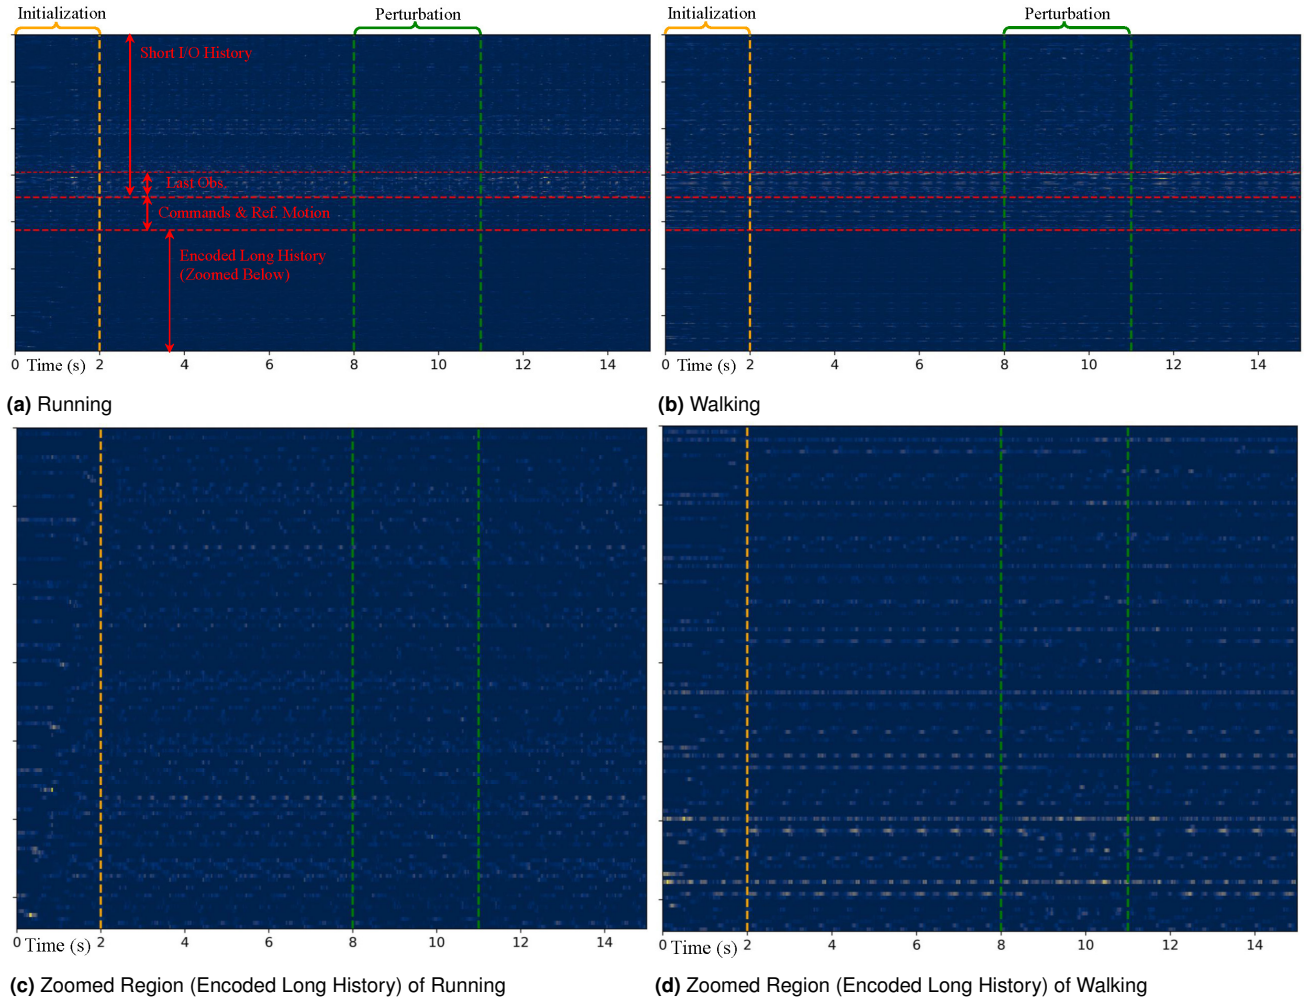 Initialization
Perturbation
Initialization
Perturbation
Short I/O History
Last Obs.
Commands & Ref. Motion
Encoded Long History
(Zoomed Below)
0 Time (s) 2 4 6 8 10 12 14
0 Time (s) 2 4 6 8 10 12 14
(a) Running
(b) Walking
0 Time (s) 2 4 6 8 10 12 14
0 Time (s) 2 4 6 8 10 12 14
(c) Zoomed Region (Encoded Long History) of Running
(d) Zoomed Region (Encoded Long History) of Walking